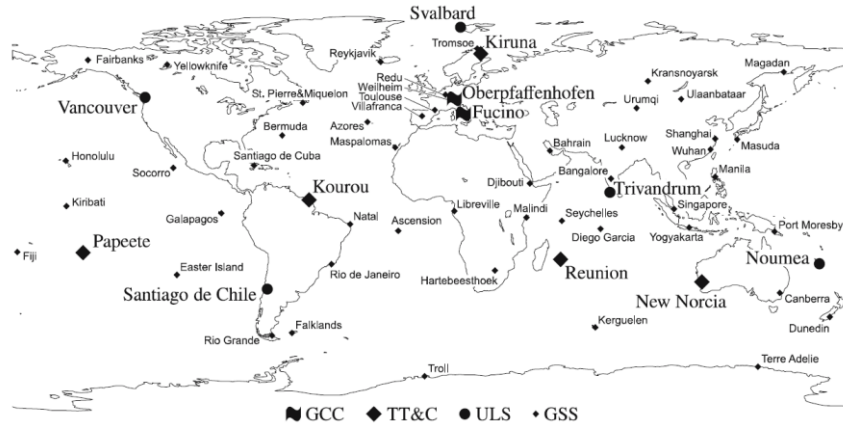 Svalbard
Tromsoe
Kiruna
Reykjavik
Magadan
Fairbanks
Yellowknife
Redu
Weilheim
Toulouse
Villafranca
Oberpfaffenhofen
Fucino
Kransnoyarsk
Ulaanbataar
Urumqi
St. Pierre&Miquelon
Vancouver
Azores
Bermuda
Maspalomas
Bahrain
Lucknow
Shanghai
Wuhan
Masuda
Honolulu
Socorro
Santiago de Cuba
Djibouti
Bangalore
Manila
Trivandrum
Kourou
Kiribati
Galapagos
Natal
Ascension
Libreville
Malindi
Seychelles
Singapore
Diego Garcia
Yogyakarta
Port Moresby
Papeete
Fiji
Easter Island
Rio de Janeiro
Hartebeesthoek
Reunion
Noumea
Santiago de Chile
New Norcia
Canberra
Dunedin
Rio Grande
Falklands
Kerguelen
Troll
Terre Adelie
GCC TT&C ULS GSS